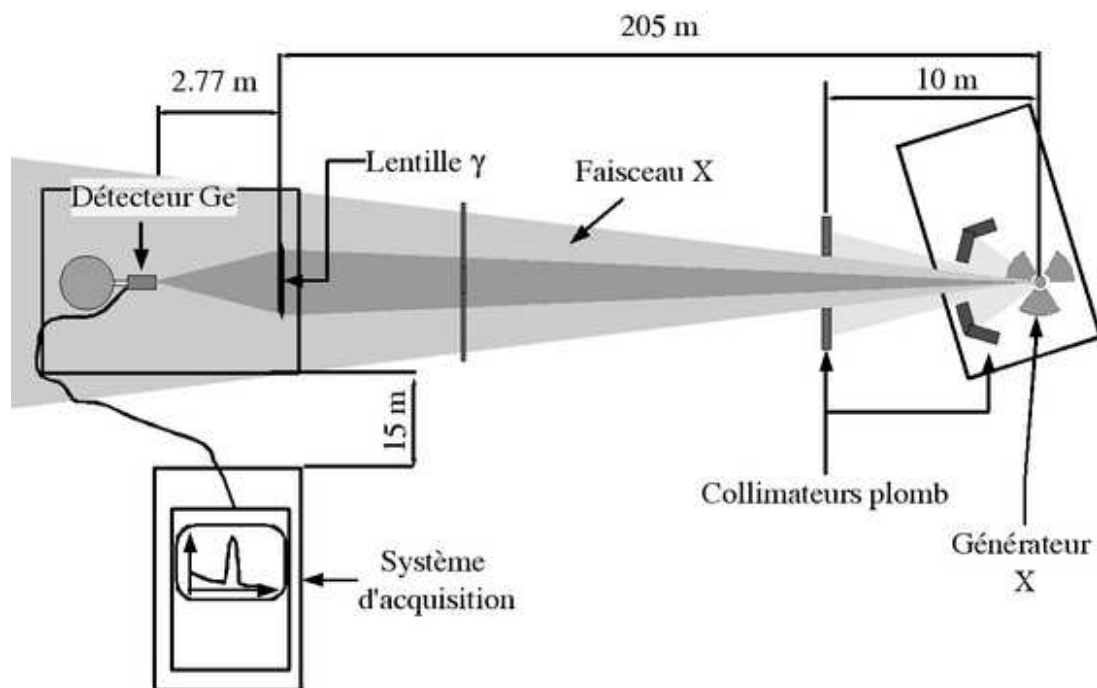 205 m
2.77 m
10 m
Lentille γ
Faisceau X
Détecteur Ge
15 m
Collimateurs plomb
Générateur
X
Système
d'acquisition